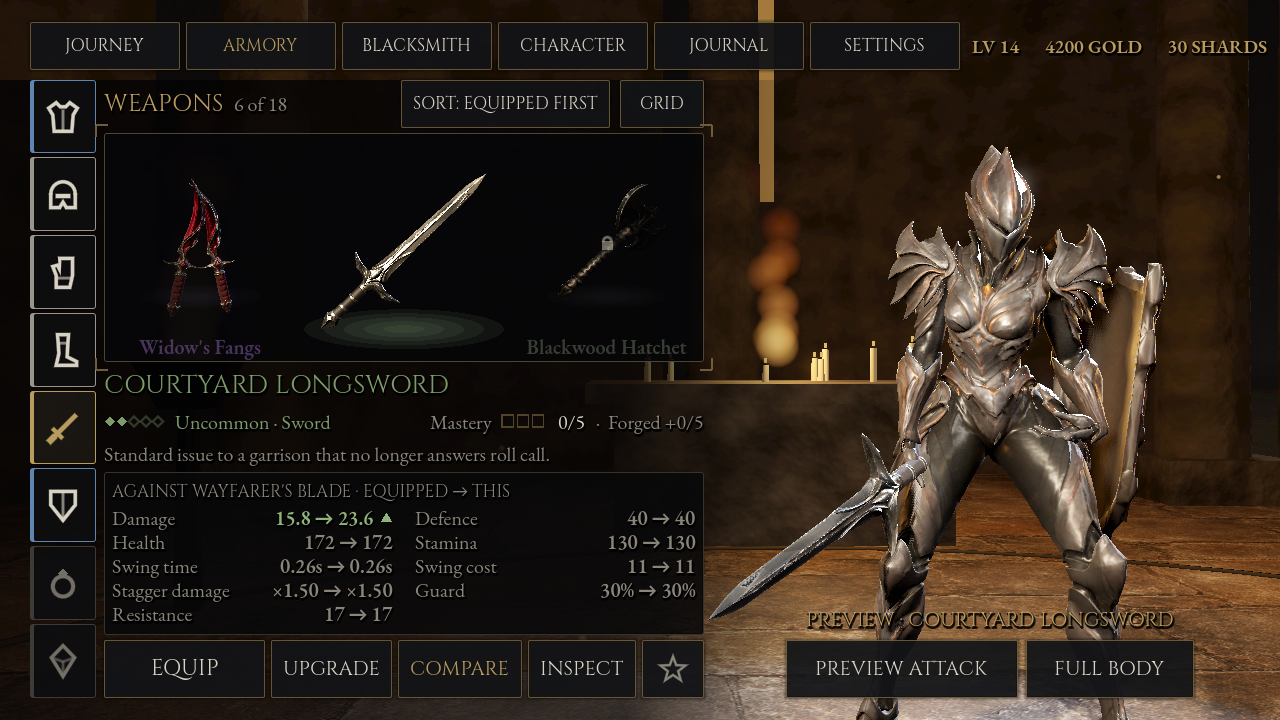 JOURNEY ARMORY BLACKSMITH CHARACTER JOURNAL SETTINGS LV 14 4200 GOLD 30 SHARDS
WEAPONS 6 of 18 SORT: EQUIPPED FIRST GRID
Widow's Fangs Blackwood Hatchet
COURTYARD LONGSWORD
Uncommon · Sword Mastery 0/5 · Forged +0/5
Standard issue to a garrison that no longer answers roll call.
AGAINST WAYFARER'S BLADE · EQUIPPED → THIS
Damage 15.8 → 23.6 ▲ Defence 40 → 40
Health 172 → 172 Stamina 130 → 130
Swing time 0.26s → 0.26s Swing cost 11 → 11
Stagger damage ×1.50 → ×1.50 Guard 30% → 30%
Resistance 17 → 17
PREVIEW · COURTYARD LONGSWORD
EQUIP UPGRADE COMPARE INSPECT PREVIEW ATTACK FULL BODY